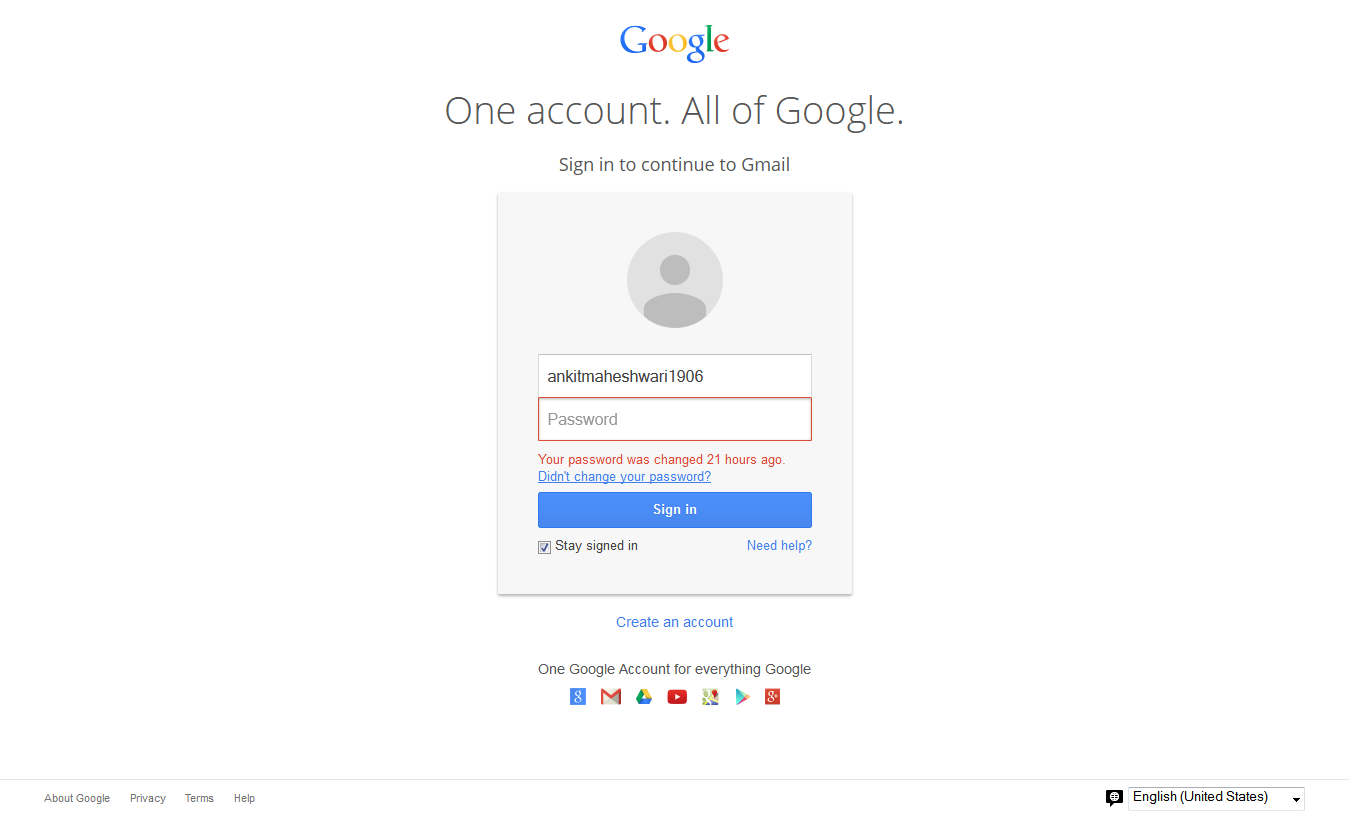 Google
One account. All of Google.
Sign in to continue to Gmail
ankitmaheshwari1906
Password
Your password was changed 21 hours ago.
Didn't change your password?
Sign in
Stay signed in Need help?
Create an account
One Google Account for everything Google
About Google Privacy Terms Help English (United States)